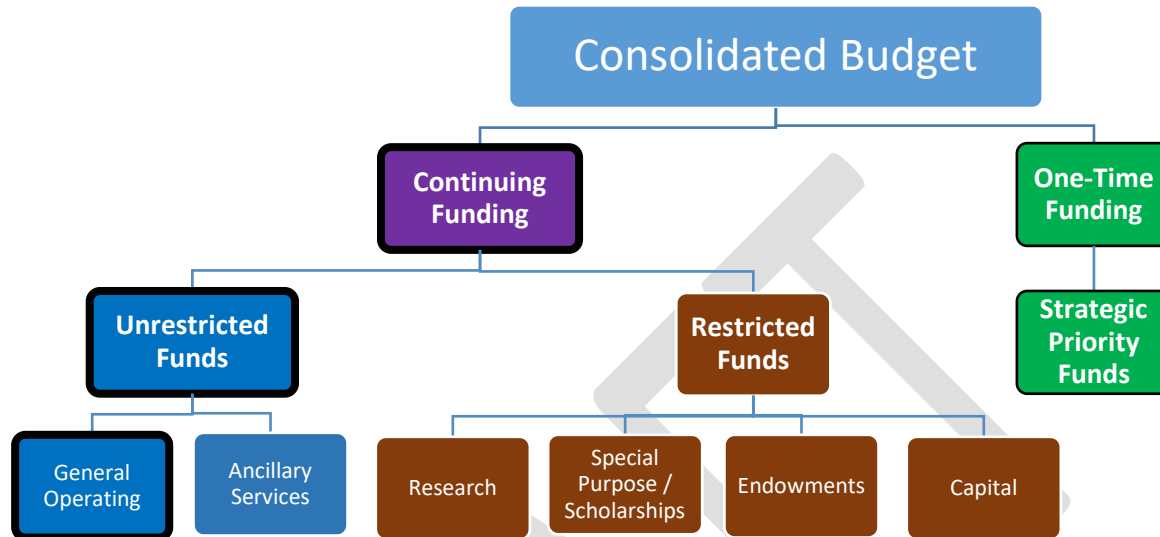 Consolidated Budget
Continuing
Funding
One-Time
Funding
Unrestricted
Funds
Restricted
Funds
Strategic
Priority
Funds
General
Operating
Ancillary
Services
Research
Special
Purpose /
Scholarships
Endowments
Capital